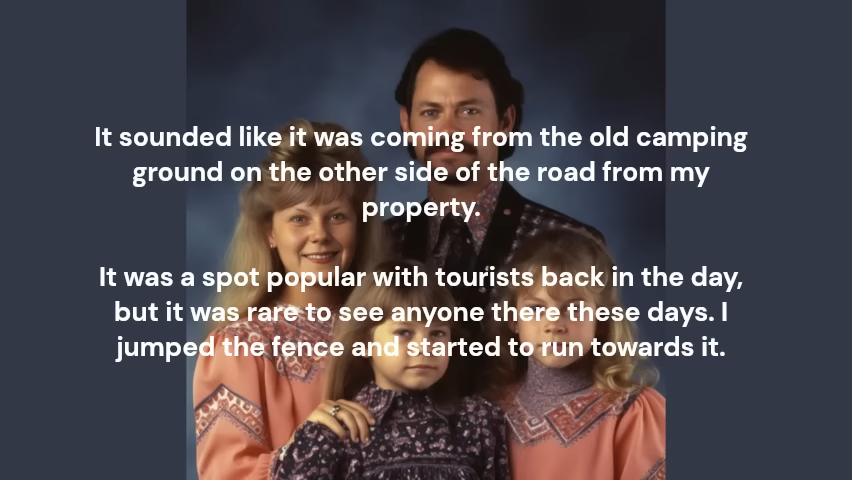 It sounded like it was coming from the old camping
ground on the other side of the road from my
property.
It was a spot popular with tourists back in the day,
but it was rare to see anyone there these days. I
jumped the fence and started to run towards it.